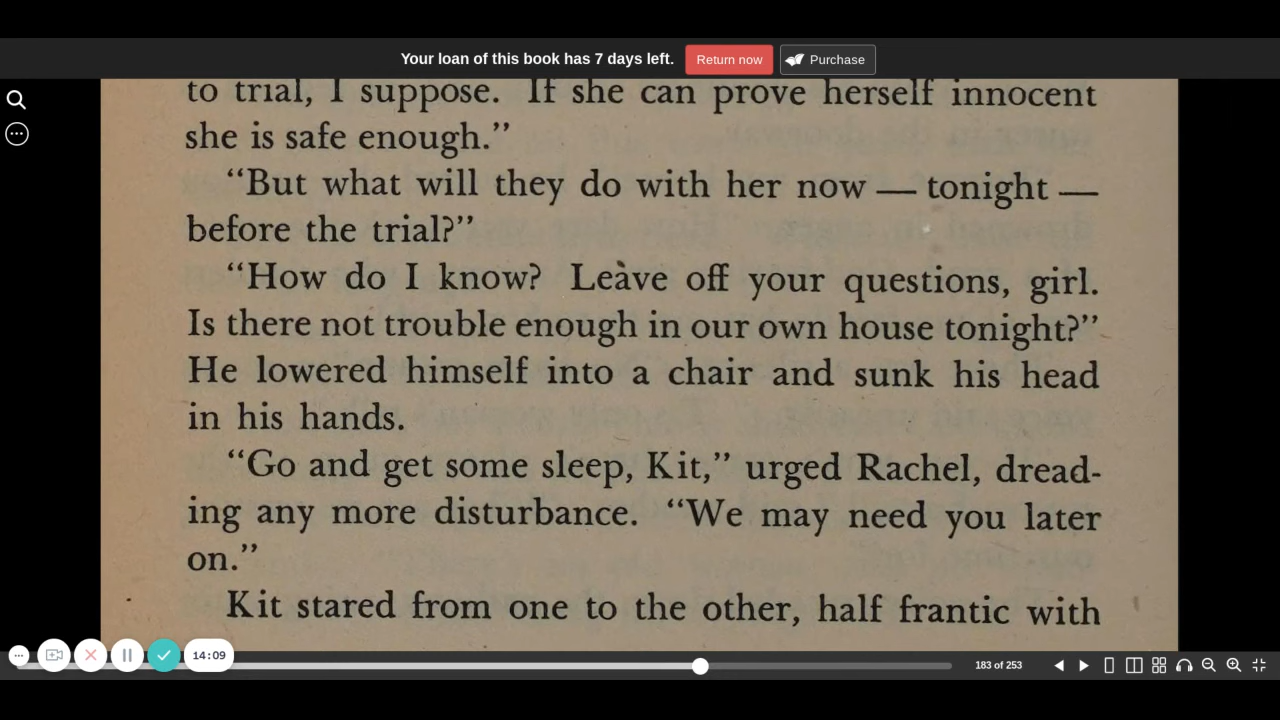 Your loan of this book has 7 days left. Return now Purchase
to trial, I suppose. If she can prove herself innocent
she is safe enough.”
“But what will they do with her now — tonight —
before the trial?”
“How do I know? Leave off your questions, girl.
Is there not trouble enough in our own house tonight?”
He lowered himself into a chair and sunk his head
in his hands.
“Go and get some sleep, Kit,” urged Rachel, dread-
ing any more disturbance. “We may need you later
on.”
Kit stared from one to the other, half frantic with
14:09 183 of 253